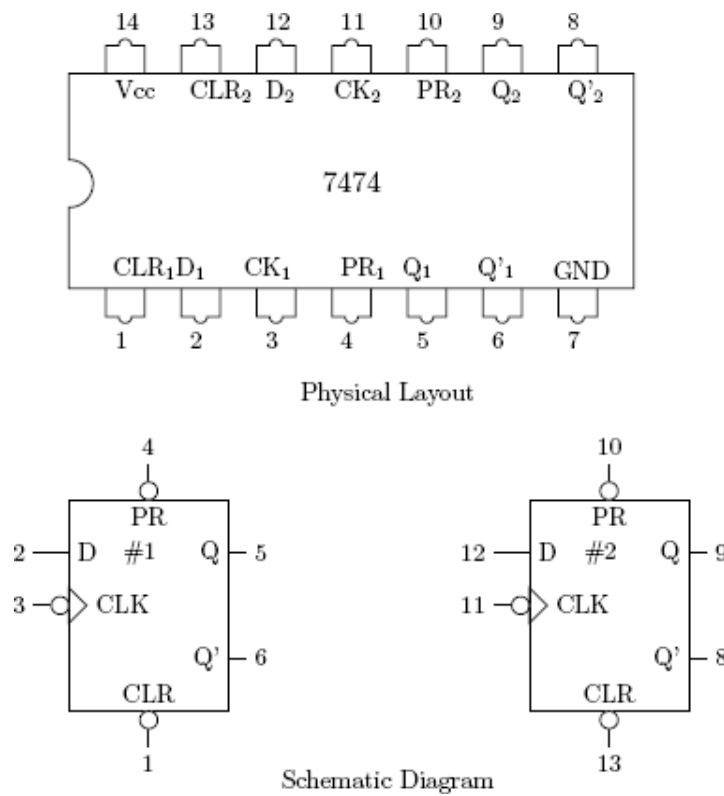 14 13 12 11 10 9 8
Vcc CLR₂ D₂ CK₂ PR₂ Q₂ Q'₂
7474
CLR₁ D₁ CK₁ PR₁ Q₁ Q'₁ GND
1 2 3 4 5 6 7
Physical Layout
4 10
PR PR
2 D #1 Q 5 12 D #2 Q 9
3 CLK 11 CLK
Q' 6 Q' 8
CLR CLR
1 13
Schematic Diagram